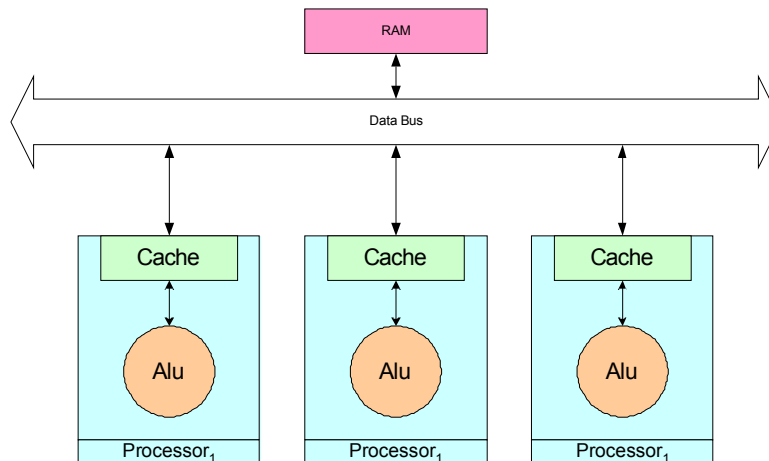 RAM
Data Bus
Cache
Cache
Cache
Alu
Alu
Alu
Processor₁
Processor₁
Processor₁